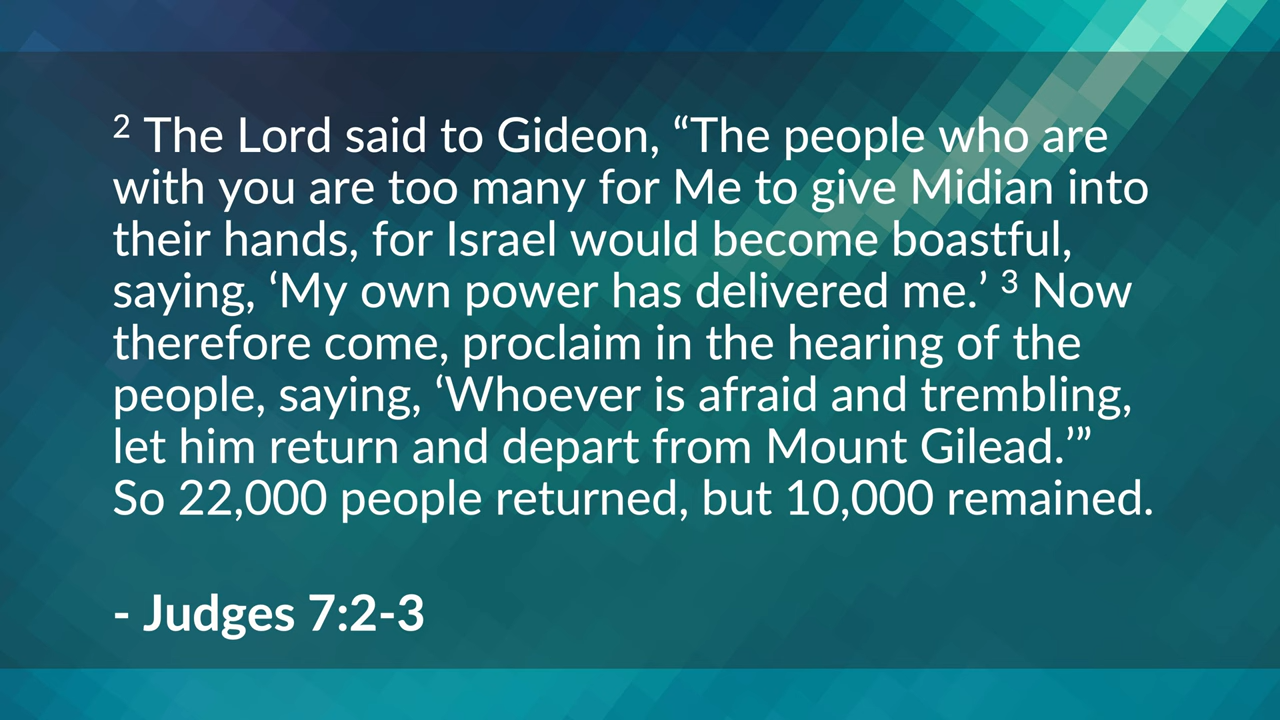 2 The Lord said to Gideon, “The people who are
with you are too many for Me to give Midian into
their hands, for Israel would become boastful,
saying, ‘My own power has delivered me.’ 3 Now
therefore come, proclaim in the hearing of the
people, saying, ‘Whoever is afraid and trembling,
let him return and depart from Mount Gilead.’”
So 22,000 people returned, but 10,000 remained.
- Judges 7:2-3